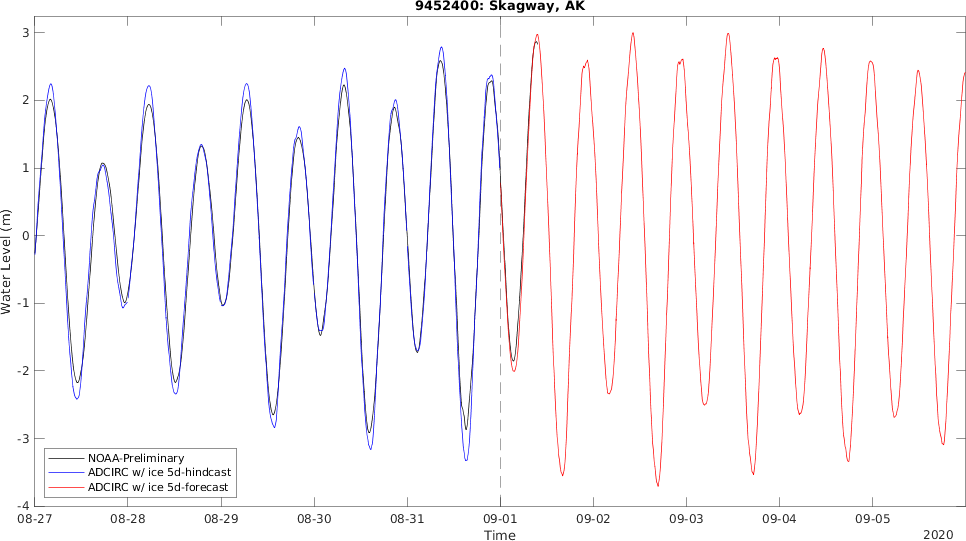 9452400: Skagway, AK
3
2
1
0
-1
-2
-3
-4
Water Level (m)
NOAA-Preliminary
ADCIRC w/ ice 5d-hindcast
ADCIRC w/ ice 5d-forecast
08-27 08-28 08-29 08-30 08-31 09-01 09-02 09-03 09-04 09-05
Time
2020